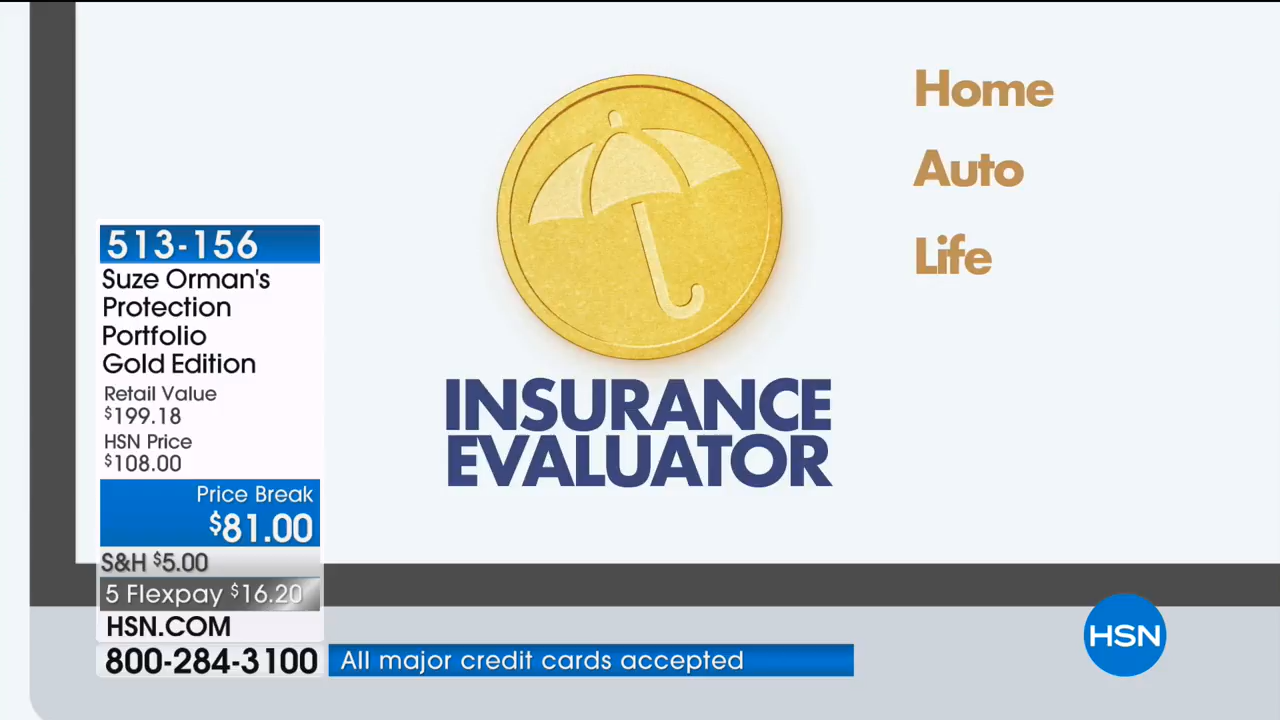 Home
Auto
Life
INSURANCE
EVALUATOR
513-156
Suze Orman's
Protection
Portfolio
Gold Edition
Retail Value
$199.18
HSN Price
$108.00
Price Break
$81.00
S&H $5.00
5 Flexpay $16.20
HSN.COM
800-284-3100
All major credit cards accepted
HSN